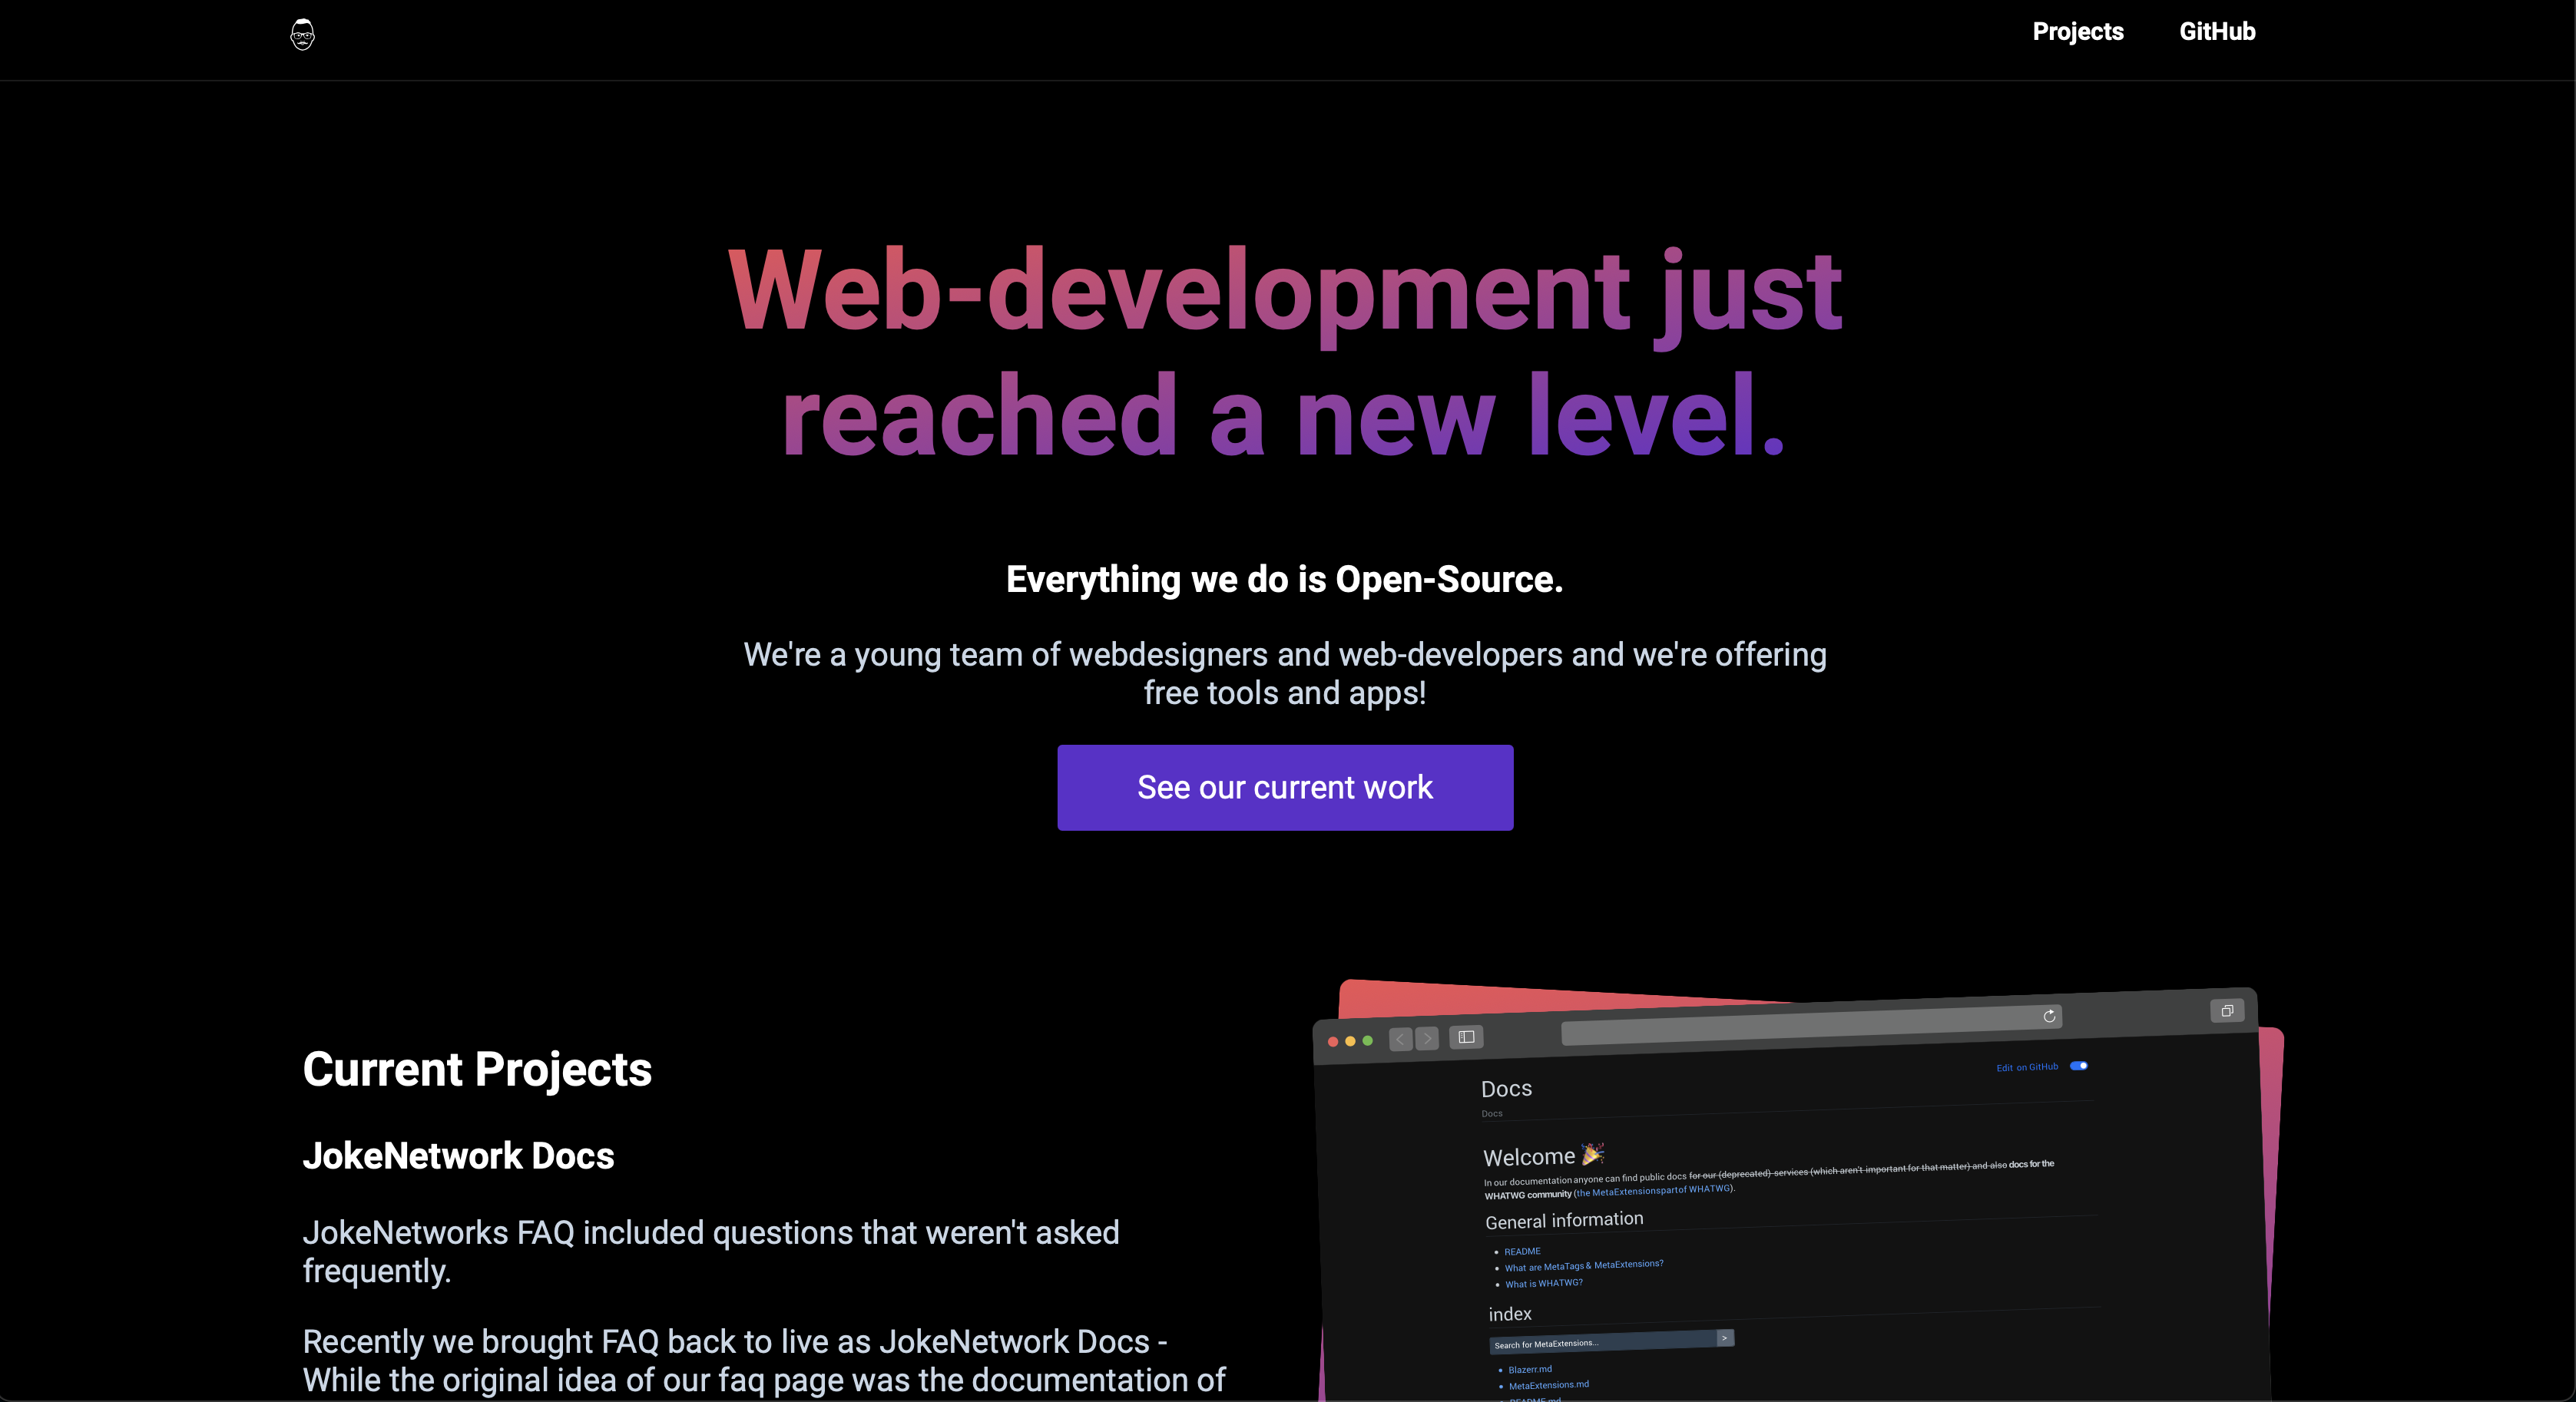 Projects GitHub
Web-development just
reached a new level.
Everything we do is Open-Source.
We're a young team of webdesigners and web-developers and we're offering
free tools and apps!
See our current work
Current Projects
JokeNetwork Docs
JokeNetworks FAQ included questions that weren't asked
frequently.
Recently we brought FAQ back to live as JokeNetwork Docs -
While the original idea of our faq page was the documentation of
Edit on GitHub
Docs
Docs
Welcome 🎉
In our documentation anyone can find public docs for our (deprecated) services (which aren't important for that matter) and also docs for the
WHATWG community (the MetaExtensionspartof WHATWG).
General information
README
What are MetaTags & MetaExtensions?
What is WHATWG?
index
Search for MetaExtensions... >
Blazerr.md
MetaExtensions.md
README.md